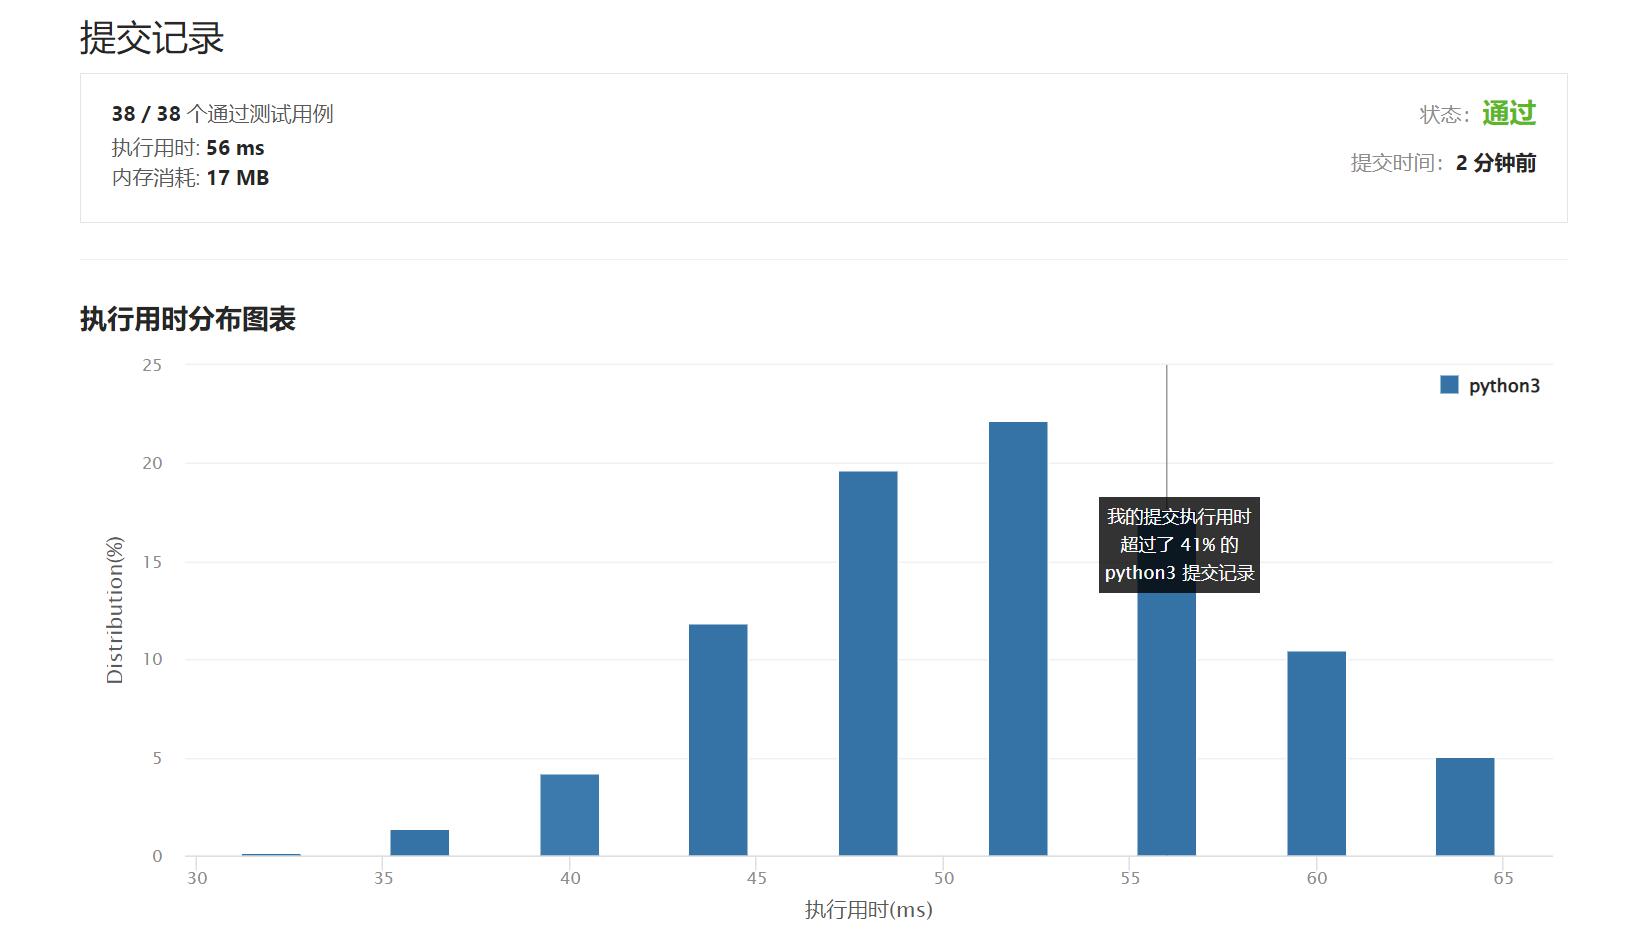 提交记录
38 / 38 个通过测试用例
状态：通过
执行用时: 56 ms
提交时间：2 分钟前
内存消耗: 17 MB
执行用时分布图表
25
python3
20
我的提交执行用时
超过了 41% 的
python3 提交记录
15
Distribution(%)
10
5
0
30 35 40 45 50 55 60 65
执行用时(ms)